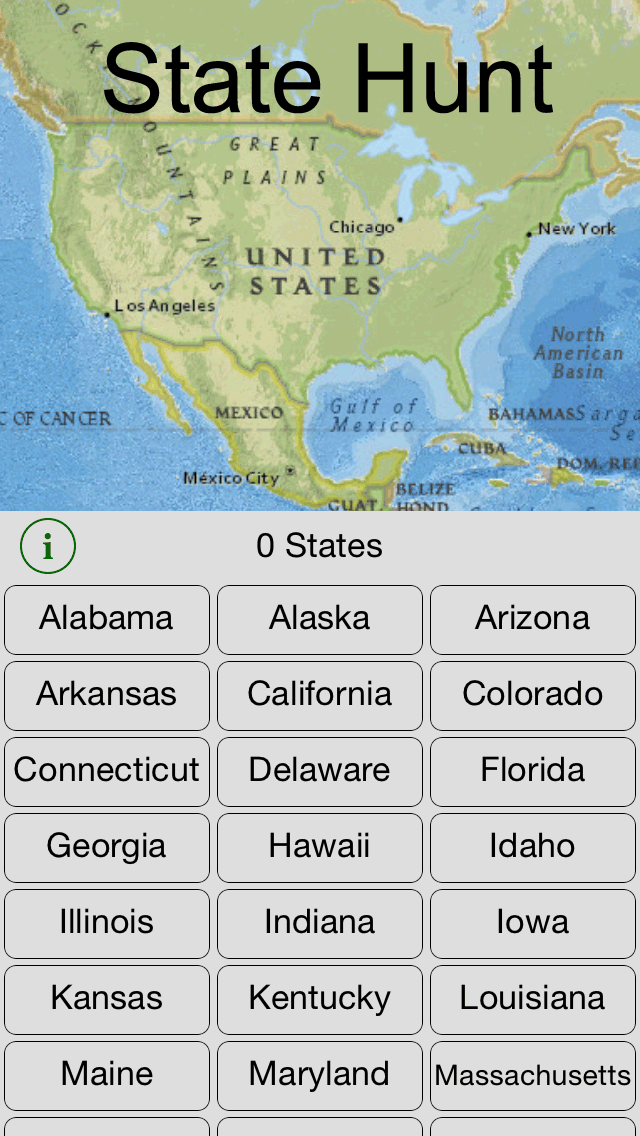 State Hunt
ROCKY MOUNTAINS
GREAT
PLAINS
Chicago
New York
UNITED
STATES
Los Angeles
North
American
Basin
C OF CANCER
MEXICO
Gulf of
Mexico
BAHAMAS
Sarga
Se
CUBA
DOM. REP
México City
BELIZE
GUAT.
HOND.
i
0 States
Alabama
Alaska
Arizona
Arkansas
California
Colorado
Connecticut
Delaware
Florida
Georgia
Hawaii
Idaho
Illinois
Indiana
Iowa
Kansas
Kentucky
Louisiana
Maine
Maryland
Massachusetts